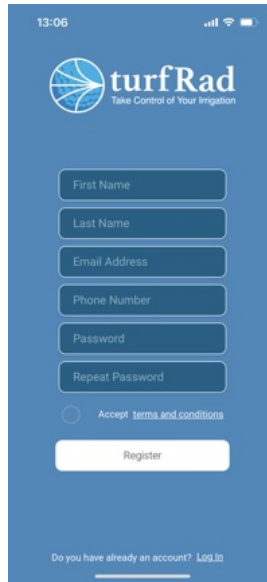 13:06
turfRad
Take Control of Your Irrigation
First Name
Last Name
Email Address
Phone Number
Password
Repeat Password
Accept terms and conditions
Register
Do you have already an account? Log In